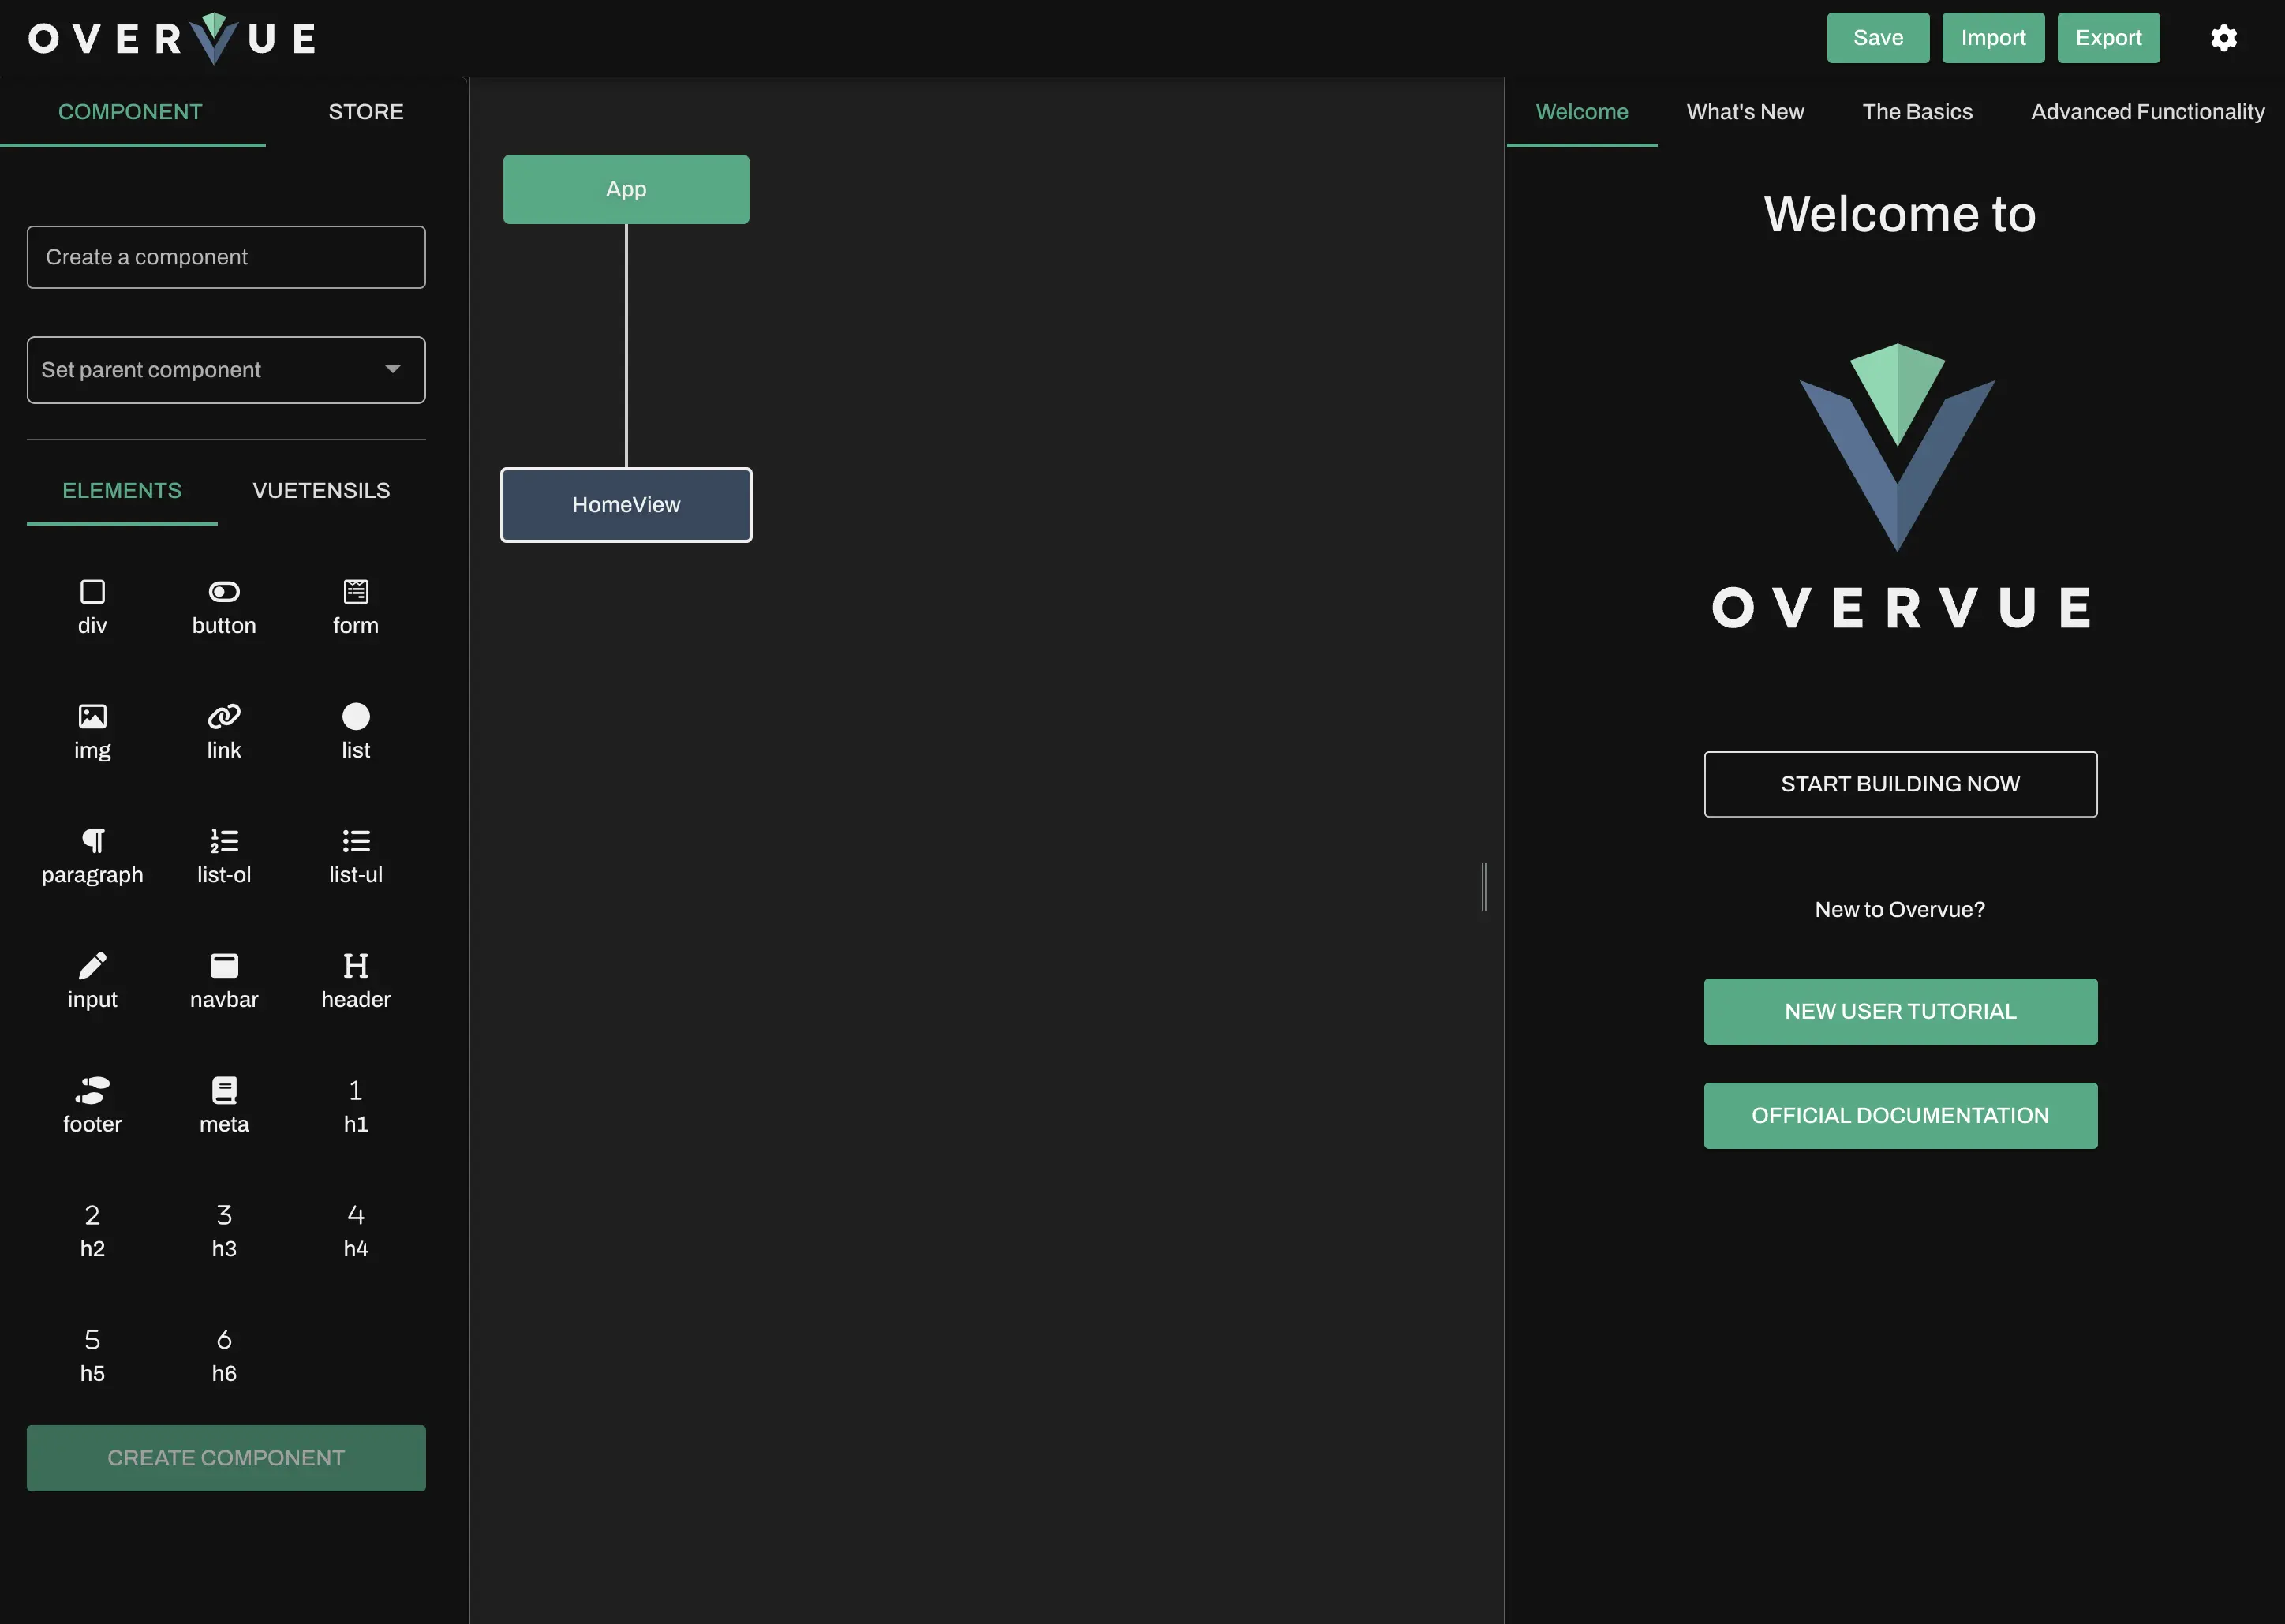 OVERVUE
Save Import Export
COMPONENT STORE
Create a component
Set parent component
ELEMENTS VUETENSILS
div button form
img link list
1
2
paragraph list-ol list-ul
H
input navbar header
1
footer meta h1
2 3 4
h2 h3 h4
5 6
h5 h6
CREATE COMPONENT
App
HomeView
Welcome What's New The Basics Advanced Functionality
Welcome to
OVERVUE
START BUILDING NOW
New to Overvue?
NEW USER TUTORIAL
OFFICIAL DOCUMENTATION